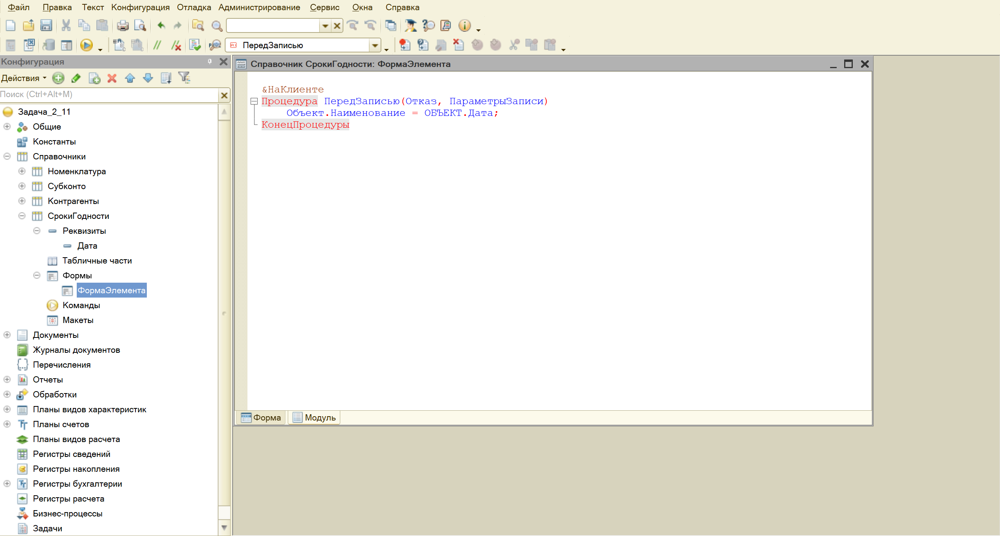 Файл Правка Текст Конфигурация Отладка Администрирование Сервис Окна Справка
ПередЗаписью
Конфигурация
Действия
Поиск (Ctrl+Alt+M)
Задача_2_11
Общие
Константы
Справочники
Номенклатура
Субконто
Контрагенты
СрокиГодности
Реквизиты
Дата
Табличные части
Формы
ФормаЭлемента
Команды
Макеты
Документы
Журналы документов
Перечисления
Отчеты
Обработки
Планы видов характеристик
Планы счетов
Планы видов расчета
Регистры сведений
Регистры накопления
Регистры бухгалтерии
Регистры расчета
Бизнес-процессы
Задачи
Справочник СрокиГодности: ФормаЭлемента
&НаКлиенте
Процедура ПередЗаписью(Отказ, ПараметрыЗаписи)
Объект.Наименование = ОБЪЕКТ.Дата;
КонецПроцедуры
Форма Модуль